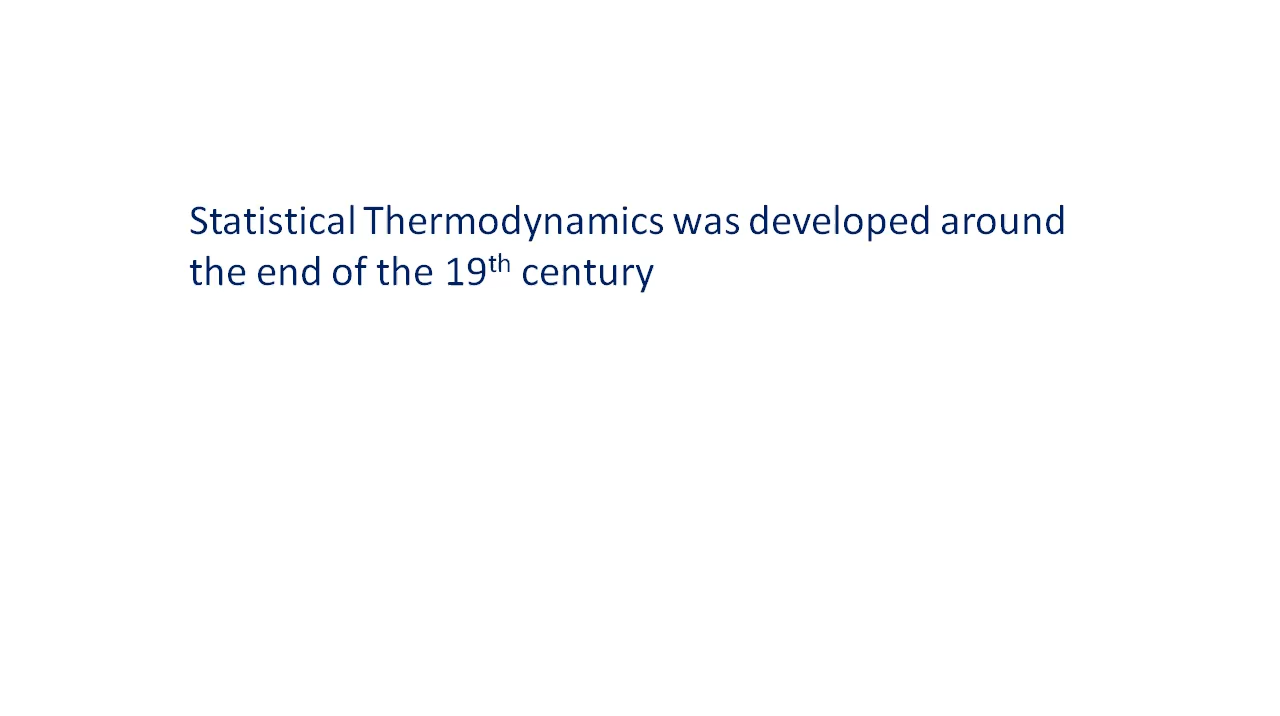 Statistical Thermodynamics was developed around
the end of the 19th century